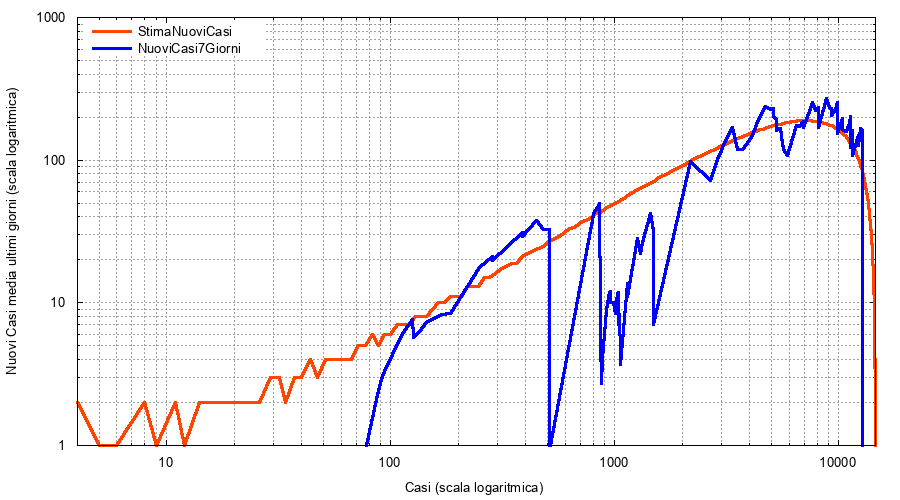 1000
StimaNuoviCasi
NuoviCasi7Giorni
100
10
1
Nuovi Casi media ultimi giorni (scala logaritmica)
10
100
1000
10000
Casi (scala logaritmica)